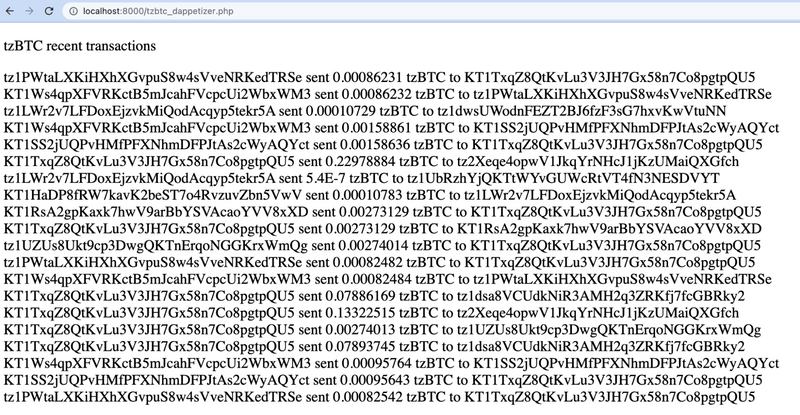 localhost:8000/tzbtc_dappetizer.php
tzBTC recent transactions
tz1PWtaLXKiHXhXGvpuS8w4sVveNRKedTRSe sent 0.00086231 tzBTC to KT1TxqZ8QtKvLu3V3JH7Gx58n7Co8pgtpQU5
KT1Ws4qpXFVRKctB5mJcahFVcpcUi2WbxWM3 sent 0.00086232 tzBTC to tz1PWtaLXKiHXhXGvpuS8w4sVveNRKedTRSe
tz1LWr2v7LFDoxEjzvkMiQodAcqyp5tekr5A sent 0.00010729 tzBTC to tz1dwsUWodnFEZT2BJ6fzF3sG7hxvKwVtuNN
KT1Ws4qpXFVRKctB5mJcahFVcpcUi2WbxWM3 sent 0.00158861 tzBTC to KT1SS2jUQPvHMfPFXNhmDFPJtAs2cWyAQYct
KT1SS2jUQPvHMfPFXNhmDFPJtAs2cWyAQYct sent 0.00158636 tzBTC to KT1TxqZ8QtKvLu3V3JH7Gx58n7Co8pgtpQU5
KT1TxqZ8QtKvLu3V3JH7Gx58n7Co8pgtpQU5 sent 0.22978884 tzBTC to tz2Xeqe4opwV1JkqYrNHcJ1jKzUMaiQXGfch
tz1LWr2v7LFDoxEjzvkMiQodAcqyp5tekr5A sent 5.4E-7 tzBTC to tz1UbRzhYjQKTtWYvGUWcRtVT4fN3NESDVYT
KT1HaDP8fRW7kavK2beST7o4RvzuvZbn5VwV sent 0.00010783 tzBTC to tz1LWr2v7LFDoxEjzvkMiQodAcqyp5tekr5A
KT1RsA2gpKaxk7hwV9arBbYSVAcaoYVV8xXD sent 0.00273129 tzBTC to KT1TxqZ8QtKvLu3V3JH7Gx58n7Co8pgtpQU5
KT1TxqZ8QtKvLu3V3JH7Gx58n7Co8pgtpQU5 sent 0.00273129 tzBTC to KT1RsA2gpKaxk7hwV9arBbYSVAcaoYVV8xXD
tz1UZUs8Ukt9cp3DwgQKTnErqoNGGKrxWmQg sent 0.00274014 tzBTC to KT1TxqZ8QtKvLu3V3JH7Gx58n7Co8pgtpQU5
tz1PWtaLXKiHXhXGvpuS8w4sVveNRKedTRSe sent 0.00082482 tzBTC to KT1TxqZ8QtKvLu3V3JH7Gx58n7Co8pgtpQU5
KT1Ws4qpXFVRKctB5mJcahFVcpcUi2WbxWM3 sent 0.00082484 tzBTC to tz1PWtaLXKiHXhXGvpuS8w4sVveNRKedTRSe
KT1TxqZ8QtKvLu3V3JH7Gx58n7Co8pgtpQU5 sent 0.07886169 tzBTC to tz1dsa8VCUdkNiR3AMH2q3ZRKfj7fcGBRky2
KT1TxqZ8QtKvLu3V3JH7Gx58n7Co8pgtpQU5 sent 0.13322515 tzBTC to tz2Xeqe4opwV1JkqYrNHcJ1jKzUMaiQXGfch
KT1TxqZ8QtKvLu3V3JH7Gx58n7Co8pgtpQU5 sent 0.00274013 tzBTC to tz1UZUs8Ukt9cp3DwgQKTnErqoNGGKrxWmQg
KT1TxqZ8QtKvLu3V3JH7Gx58n7Co8pgtpQU5 sent 0.07893745 tzBTC to tz1dsa8VCUdkNiR3AMH2q3ZRKfj7fcGBRky2
KT1Ws4qpXFVRKctB5mJcahFVcpcUi2WbxWM3 sent 0.00095764 tzBTC to KT1SS2jUQPvHMfPFXNhmDFPJtAs2cWyAQYct
KT1SS2jUQPvHMfPFXNhmDFPJtAs2cWyAQYct sent 0.00095643 tzBTC to KT1TxqZ8QtKvLu3V3JH7Gx58n7Co8pgtpQU5
tz1PWtaLXKiHXhXGvpuS8w4sVveNRKedTRSe sent 0.00082542 tzBTC to KT1TxqZ8QtKvLu3V3JH7Gx58n7Co8pgtpQU5